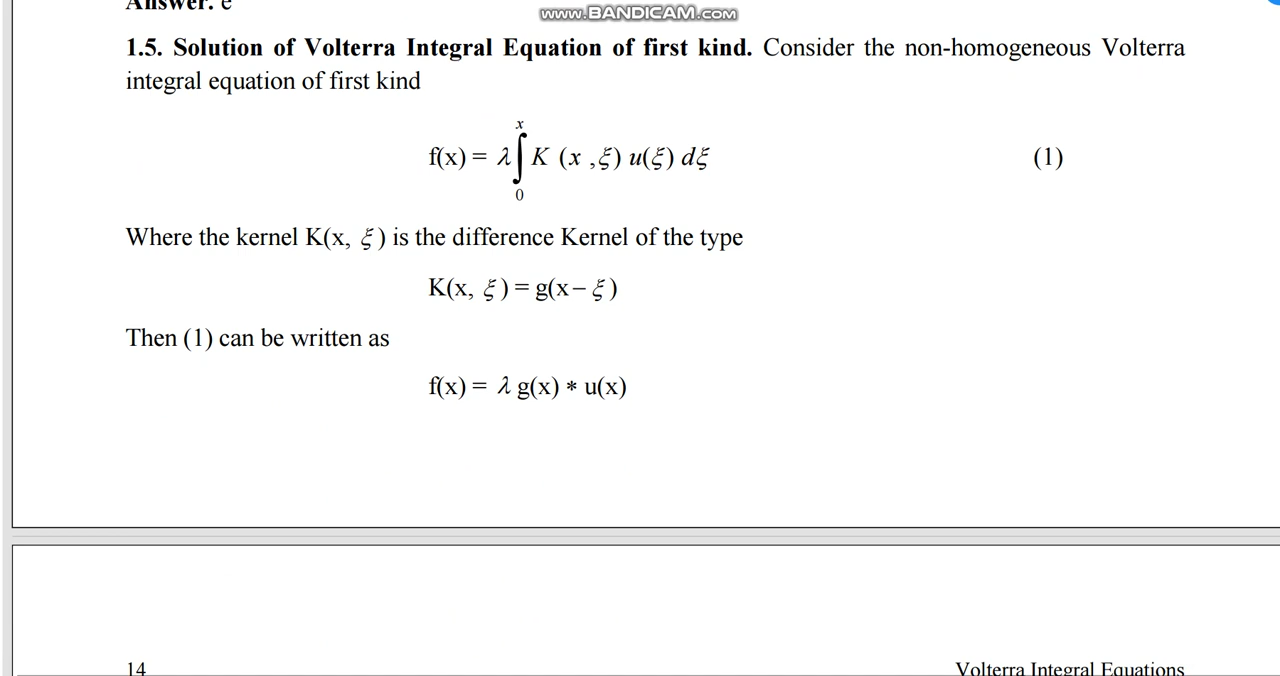 Answer. e
www.BANDICAM.com
1.5. Solution of Volterra Integral Equation of first kind. Consider the non-homogeneous Volterra
integral equation of first kind
f(x) = λ∫₀ˣ K (x ,ξ) u(ξ) dξ (1)
Where the kernel K(x, ξ) is the difference Kernel of the type
K(x, ξ) = g(x− ξ)
Then (1) can be written as
f(x) = λ g(x) * u(x)
14 Volterra Integral Equations